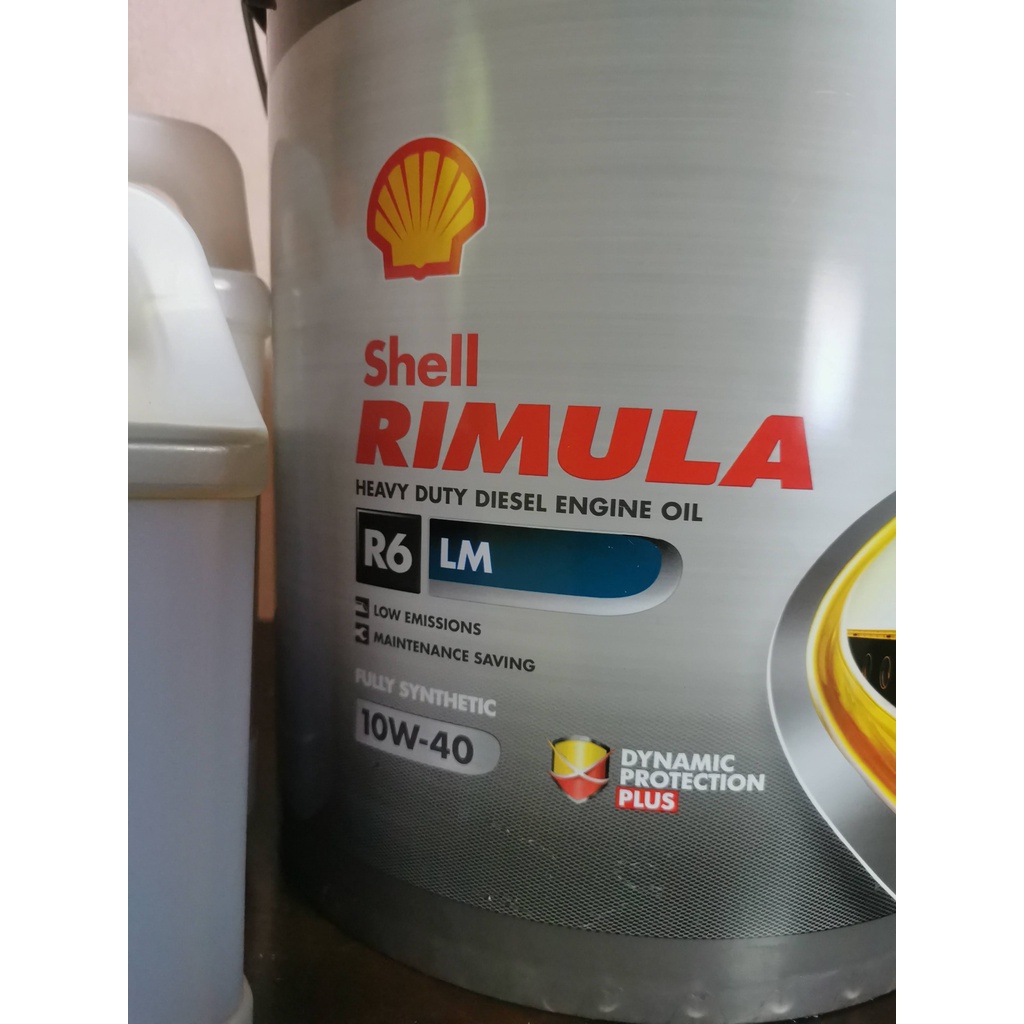 Shell
RIMULA
HEAVY DUTY DIESEL ENGINE OIL
R6 LM
LOW EMISSIONS
MAINTENANCE SAVING
FULLY SYNTHETIC
10W-40
DYNAMIC
PROTECTION
PLUS